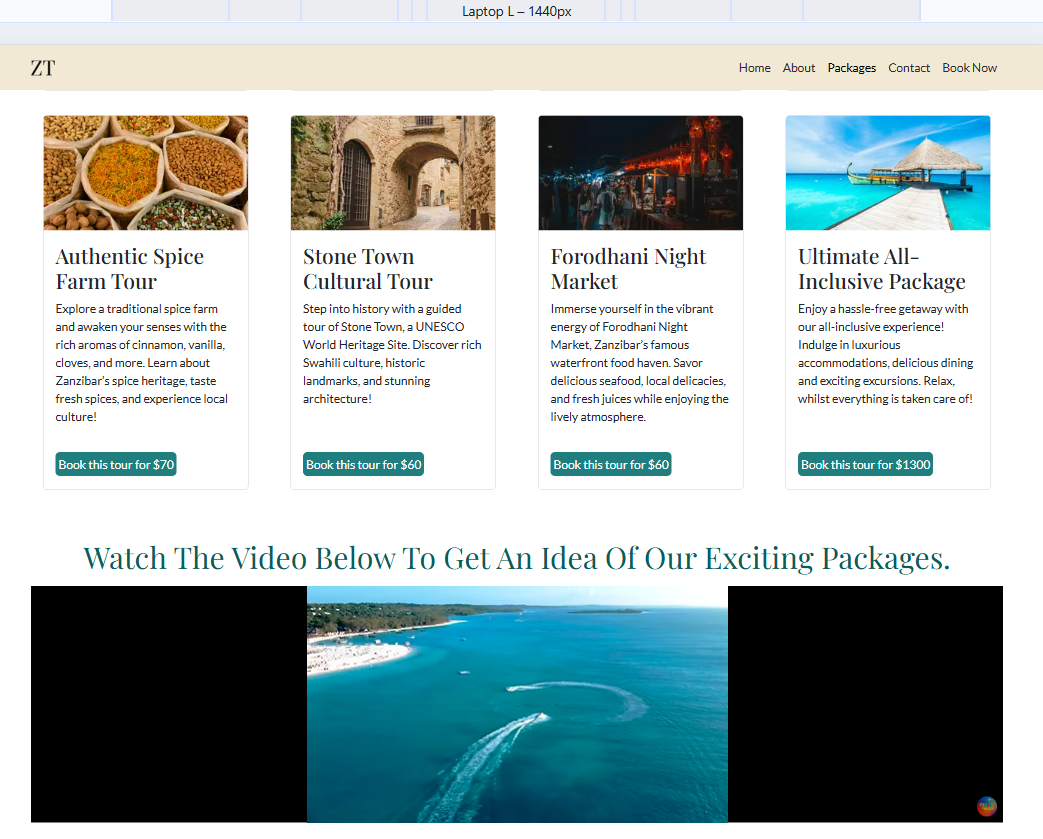 Laptop L – 1440px
ZT
Home About Packages Contact Book Now
Authentic Spice
Farm Tour
Explore a traditional spice farm
and awaken your senses with the
rich aromas of cinnamon, vanilla,
cloves, and more. Learn about
Zanzibar's spice heritage, taste
fresh spices, and experience local
culture!
Book this tour for $70
Stone Town
Cultural Tour
Step into history with a guided
tour of Stone Town, a UNESCO
World Heritage Site. Discover rich
Swahili culture, historic
landmarks, and stunning
architecture!
Book this tour for $60
Forodhani Night
Market
Immerse yourself in the vibrant
energy of Forodhani Night
Market, Zanzibar's famous
waterfront food haven. Savor
delicious seafood, local delicacies,
and fresh juices while enjoying the
lively atmosphere.
Book this tour for $60
Ultimate All-
Inclusive Package
Enjoy a hassle-free getaway with
our all-inclusive experience!
Indulge in luxurious
accommodations, delicious dining
and exciting excursions. Relax,
whilst everything is taken care of!
Book this tour for $1300
Watch The Video Below To Get An Idea Of Our Exciting Packages.